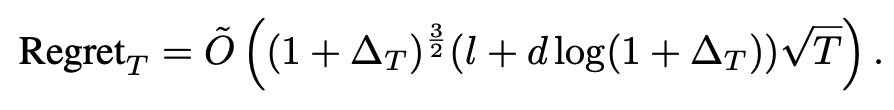 Regret_T = Õ((1 + Δ_T)^{3/2}(l + d log(1 + Δ_T))√T).